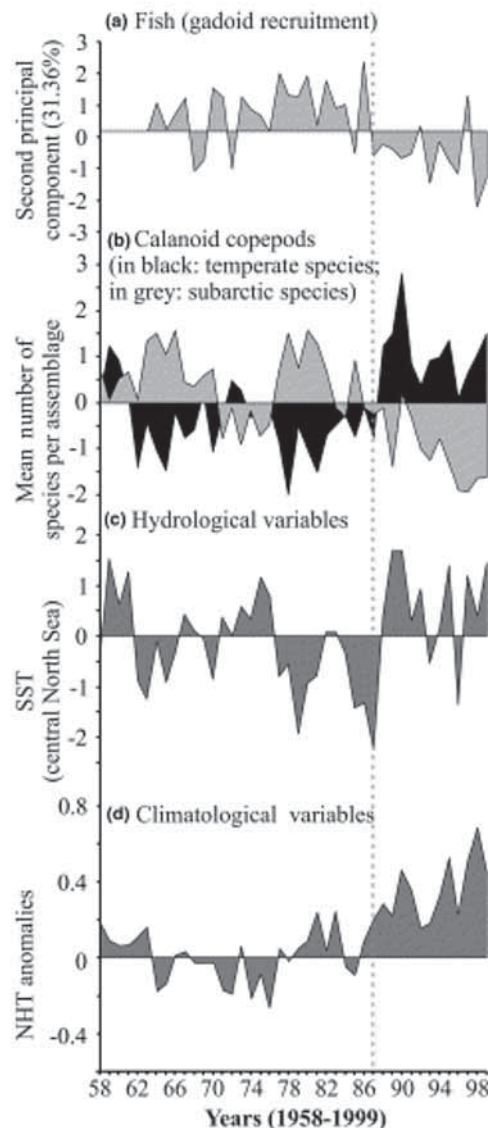 (a) Fish (gadoid recruitment)
Second principal
component (31.36%)
3
2
1
0
-1
-2
-3
(b) Calanoid copepods
(in black: temperate species;
in grey: subarctic species)
Mean number of
species per assemblage
3
2
1
0
-1
-2
(c) Hydrological variables
SST
(central North Sea)
2
1
0
-1
-2
(d) Climatological variables
NHT anomalies
0.8
0.4
0
-0.4
58 62 66 70 74 78 82 86 90 94 98
Years (1958-1999)